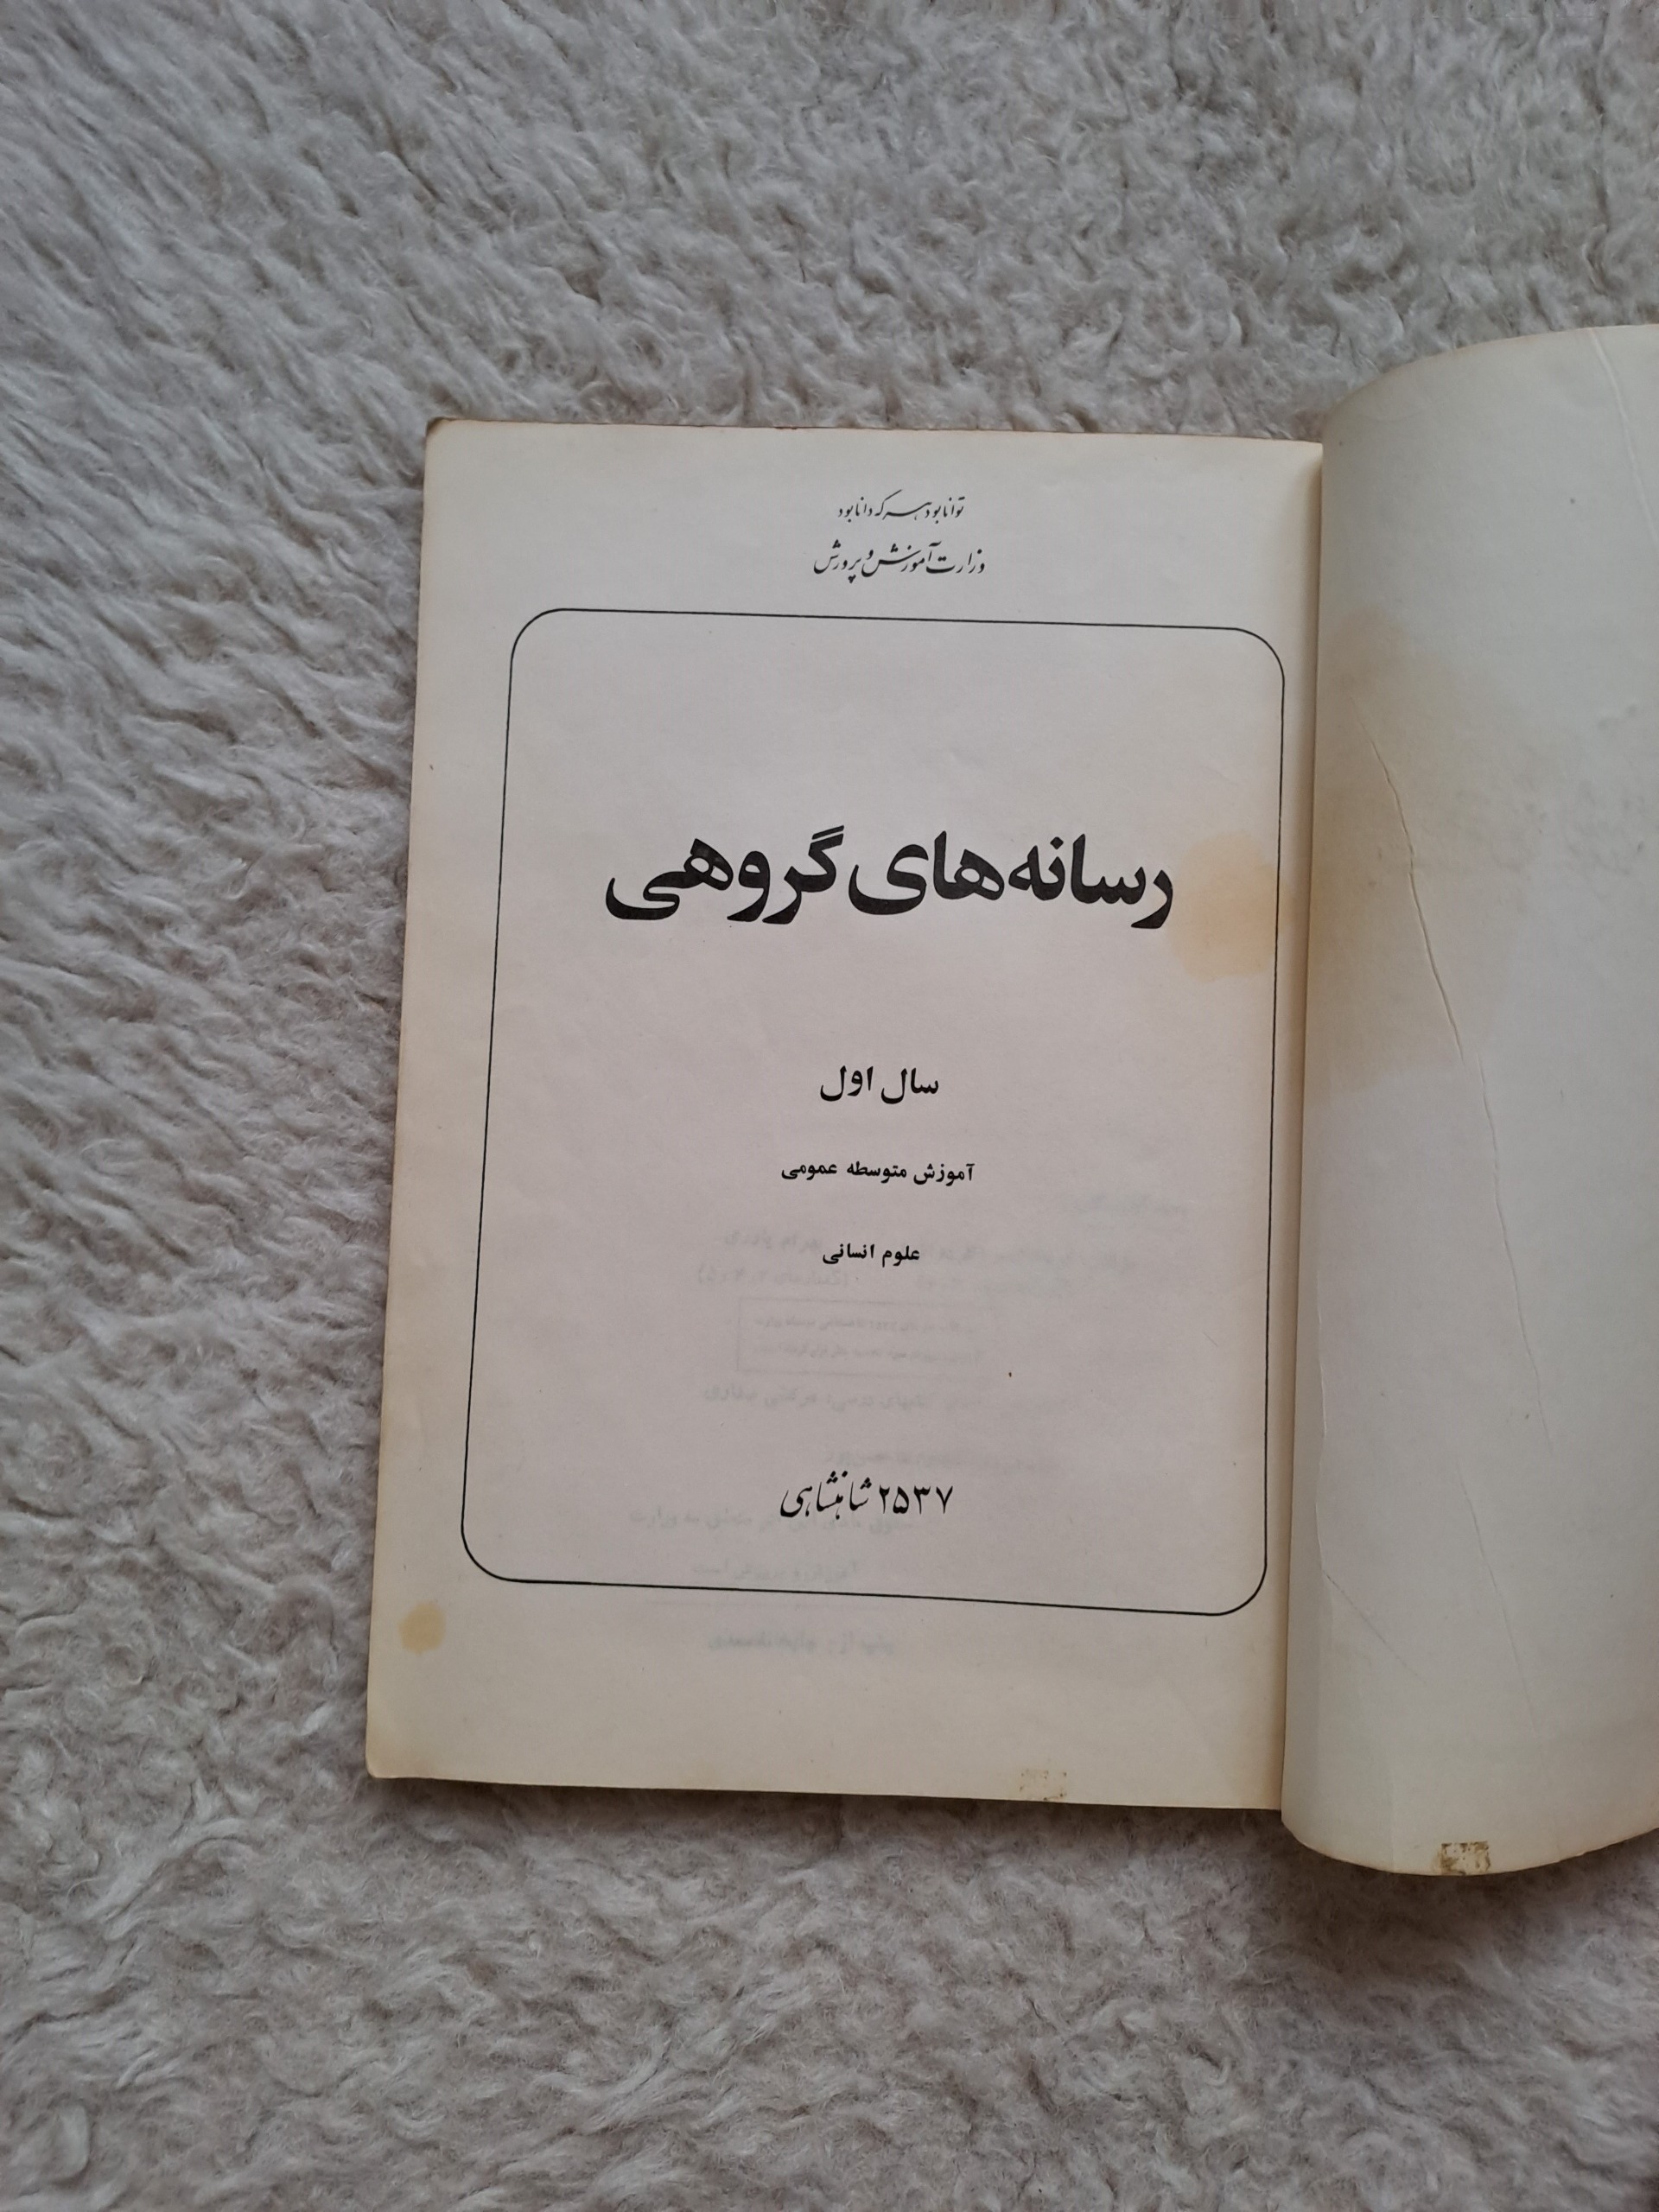 توانا بود هر که دانا بود
وزارت آموزش و پرورش
رسانه‌های گروهی
سال اول
آموزش متوسطه عمومی
علوم انسانی
۲۵۳۷ شاهنشاهی